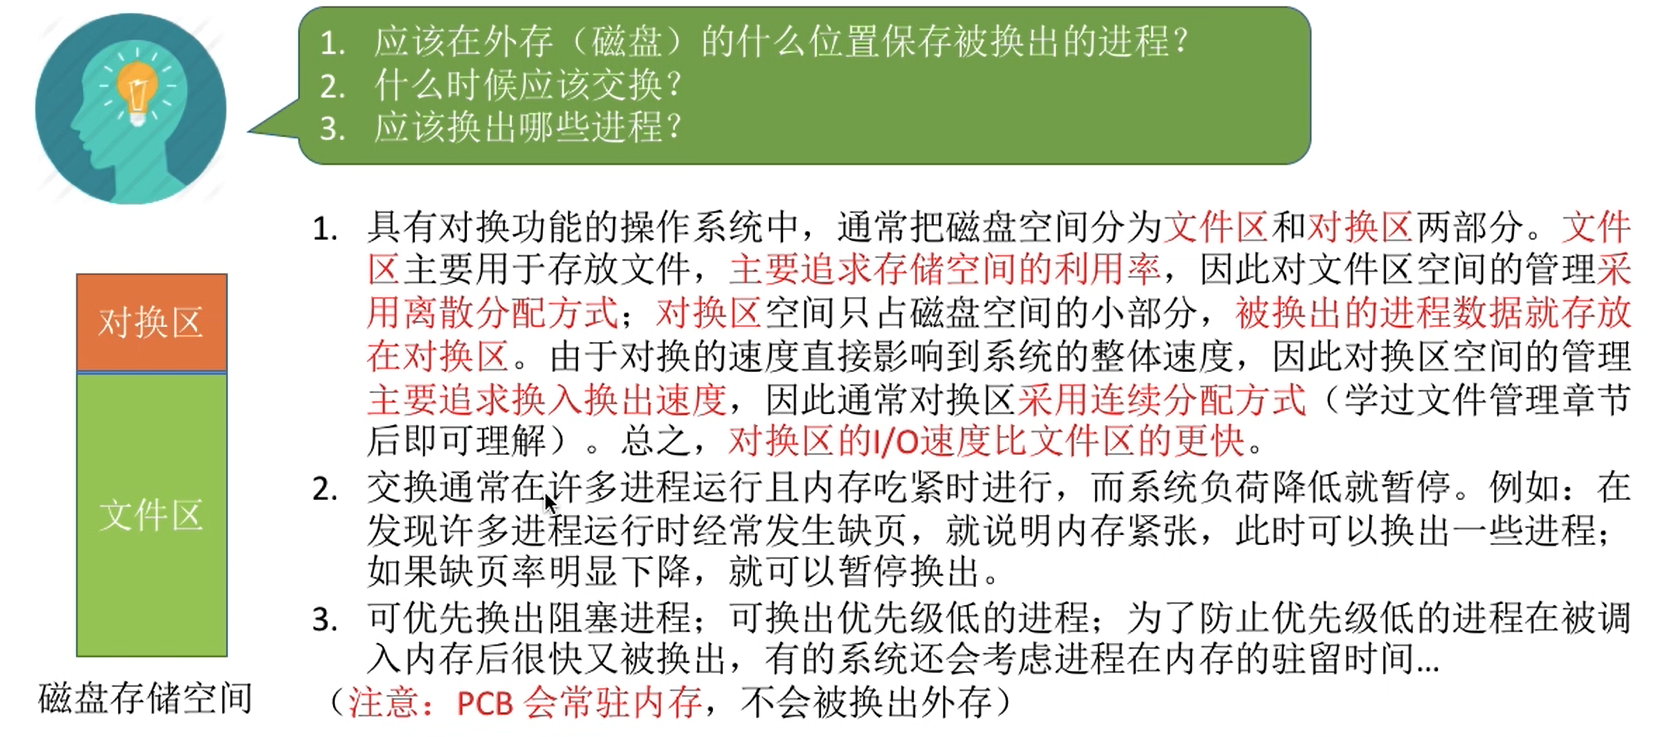 1. 应该在外存（磁盘）的什么位置保存被换出的进程？
2. 什么时候应该交换？
3. 应该换出哪些进程？
1. 具有对换功能的操作系统中，通常把磁盘空间分为文件区和对换区两部分。文件
区主要用于存放文件，主要追求存储空间的利用率，因此对文件区空间的管理采
用离散分配方式；对换区空间只占磁盘空间的小部分，被换出的进程数据就存放
在对换区。由于对换的速度直接影响到系统的整体速度，因此对换区空间的管理
主要追求换入换出速度，因此通常对换区采用连续分配方式（学过文件管理章节
后即可理解）。总之，对换区的I/O速度比文件区的更快。
2. 交换通常在许多进程运行且内存吃紧时进行，而系统负荷降低就暂停。例如：在
发现许多进程运行时经常发生缺页，就说明内存紧张，此时可以换出一些进程；
如果缺页率明显下降，就可以暂停换出。
3. 可优先换出阻塞进程；可换出优先级低的进程；为了防止优先级低的进程在被调
入内存后很快又被换出，有的系统还会考虑进程在内存的驻留时间…
（注意：PCB 会常驻内存，不会被换出外存）
对换区
文件区
磁盘存储空间